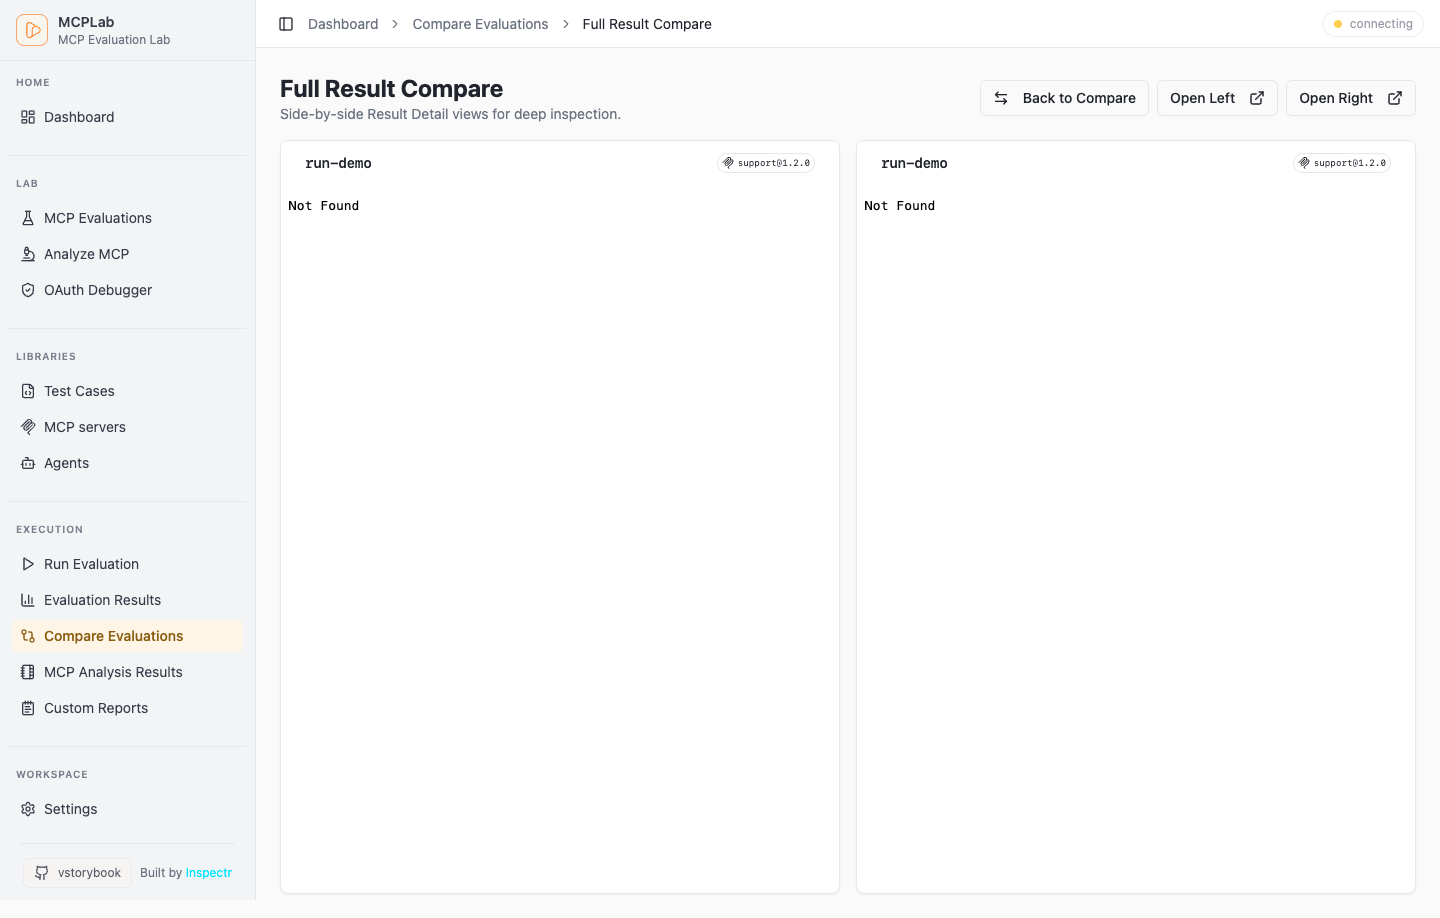 MCPLab
MCP Evaluation Lab
HOME
Dashboard
LAB
MCP Evaluations
Analyze MCP
OAuth Debugger
LIBRARIES
Test Cases
MCP servers
Agents
EXECUTION
Run Evaluation
Evaluation Results
Compare Evaluations
MCP Analysis Results
Custom Reports
WORKSPACE
Settings
vstorybook
Built by Inspectr
Dashboard > Compare Evaluations > Full Result Compare
connecting
Full Result Compare
Side-by-side Result Detail views for deep inspection.
Back to Compare
Open Left
Open Right
run-demo
support@1.2.0
Not Found
run-demo
support@1.2.0
Not Found